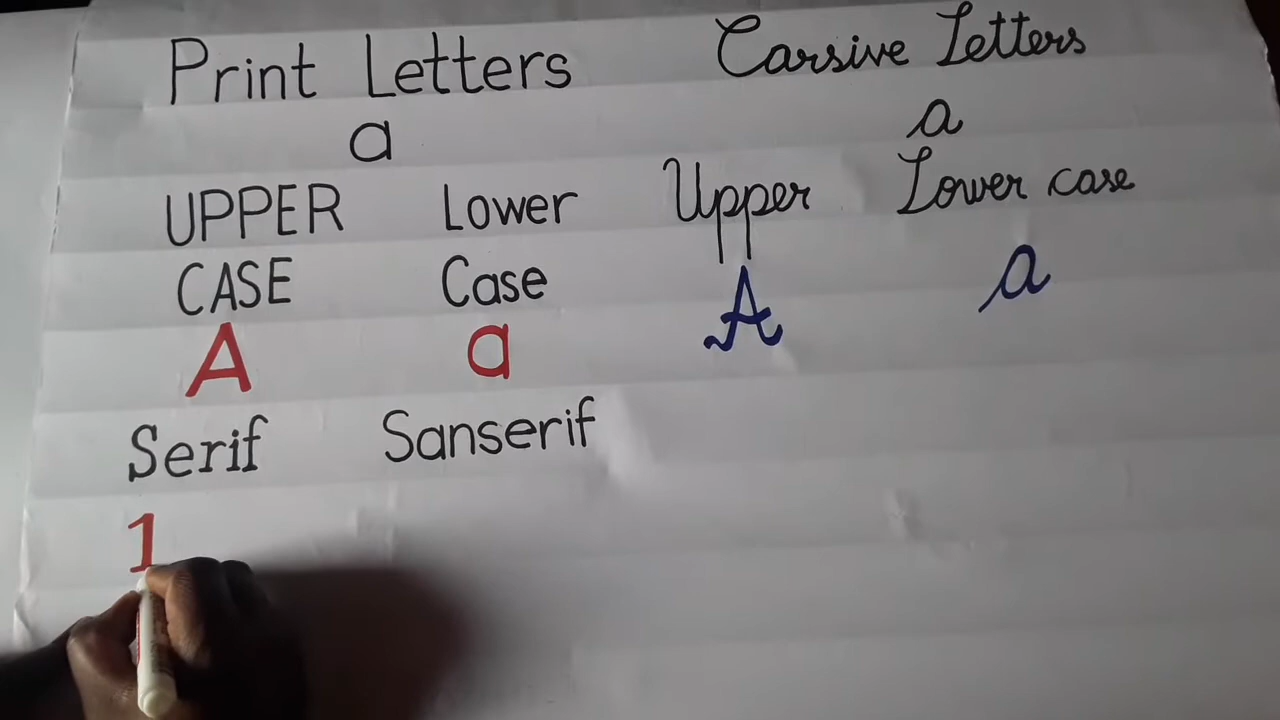 Print Letters
Carsive Letters
a
a
UPPER
Lower
Upper
Lower case
CASE
Case
A
a
A
a
Serif
Sanserif
1